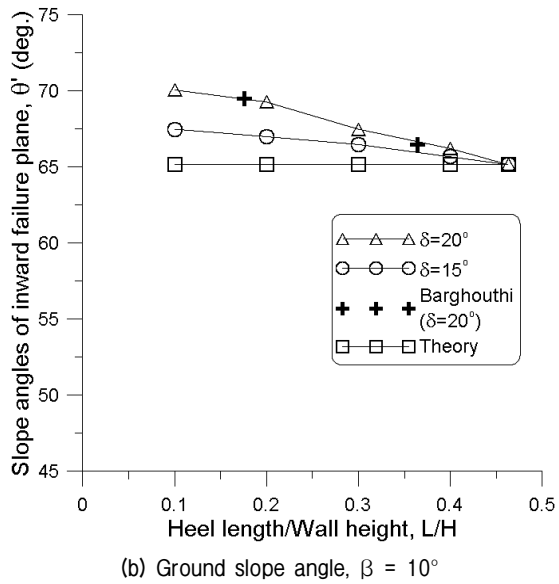 Slope angles of inward failure plane, θ' (deg.)
75
70
65
60
55
50
45
0
0.1
0.2
0.3
0.4
0.5
δ=20°
δ=15°
Barghouthi
(δ=20°)
Theory
Heel length/Wall height, L/H
(b) Ground slope angle, β = 10°